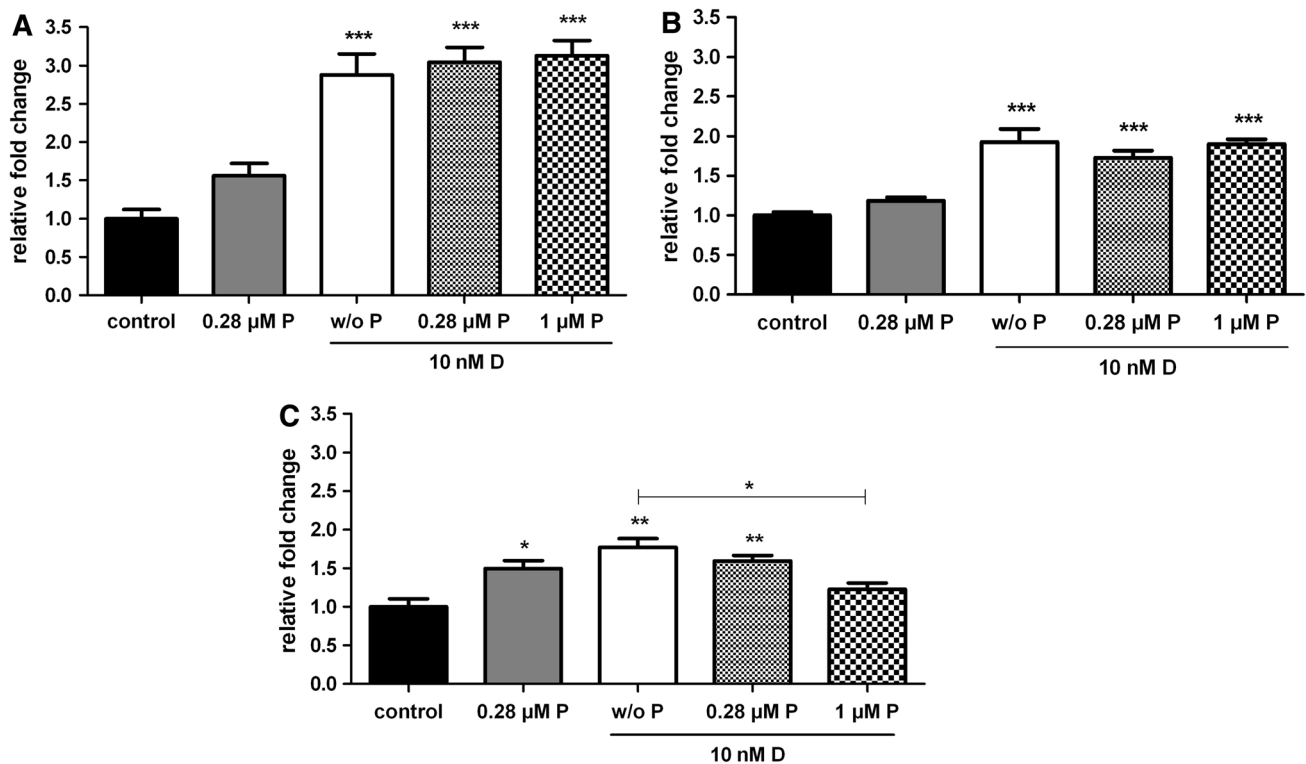 A
relative fold change
3.5
3.0
2.5
2.0
1.5
1.0
0.5
0.0
*** *** ***
control 0.28 µM P w/o P 0.28 µM P 1 µM P
10 nM D
B
relative fold change
3.5
3.0
2.5
2.0
1.5
1.0
0.5
0.0
*** *** ***
control 0.28 µM P w/o P 0.28 µM P 1 µM P
10 nM D
C
relative fold change
3.5
3.0
2.5
2.0
1.5
1.0
0.5
0.0
*
* ** **
control 0.28 µM P w/o P 0.28 µM P 1 µM P
10 nM D